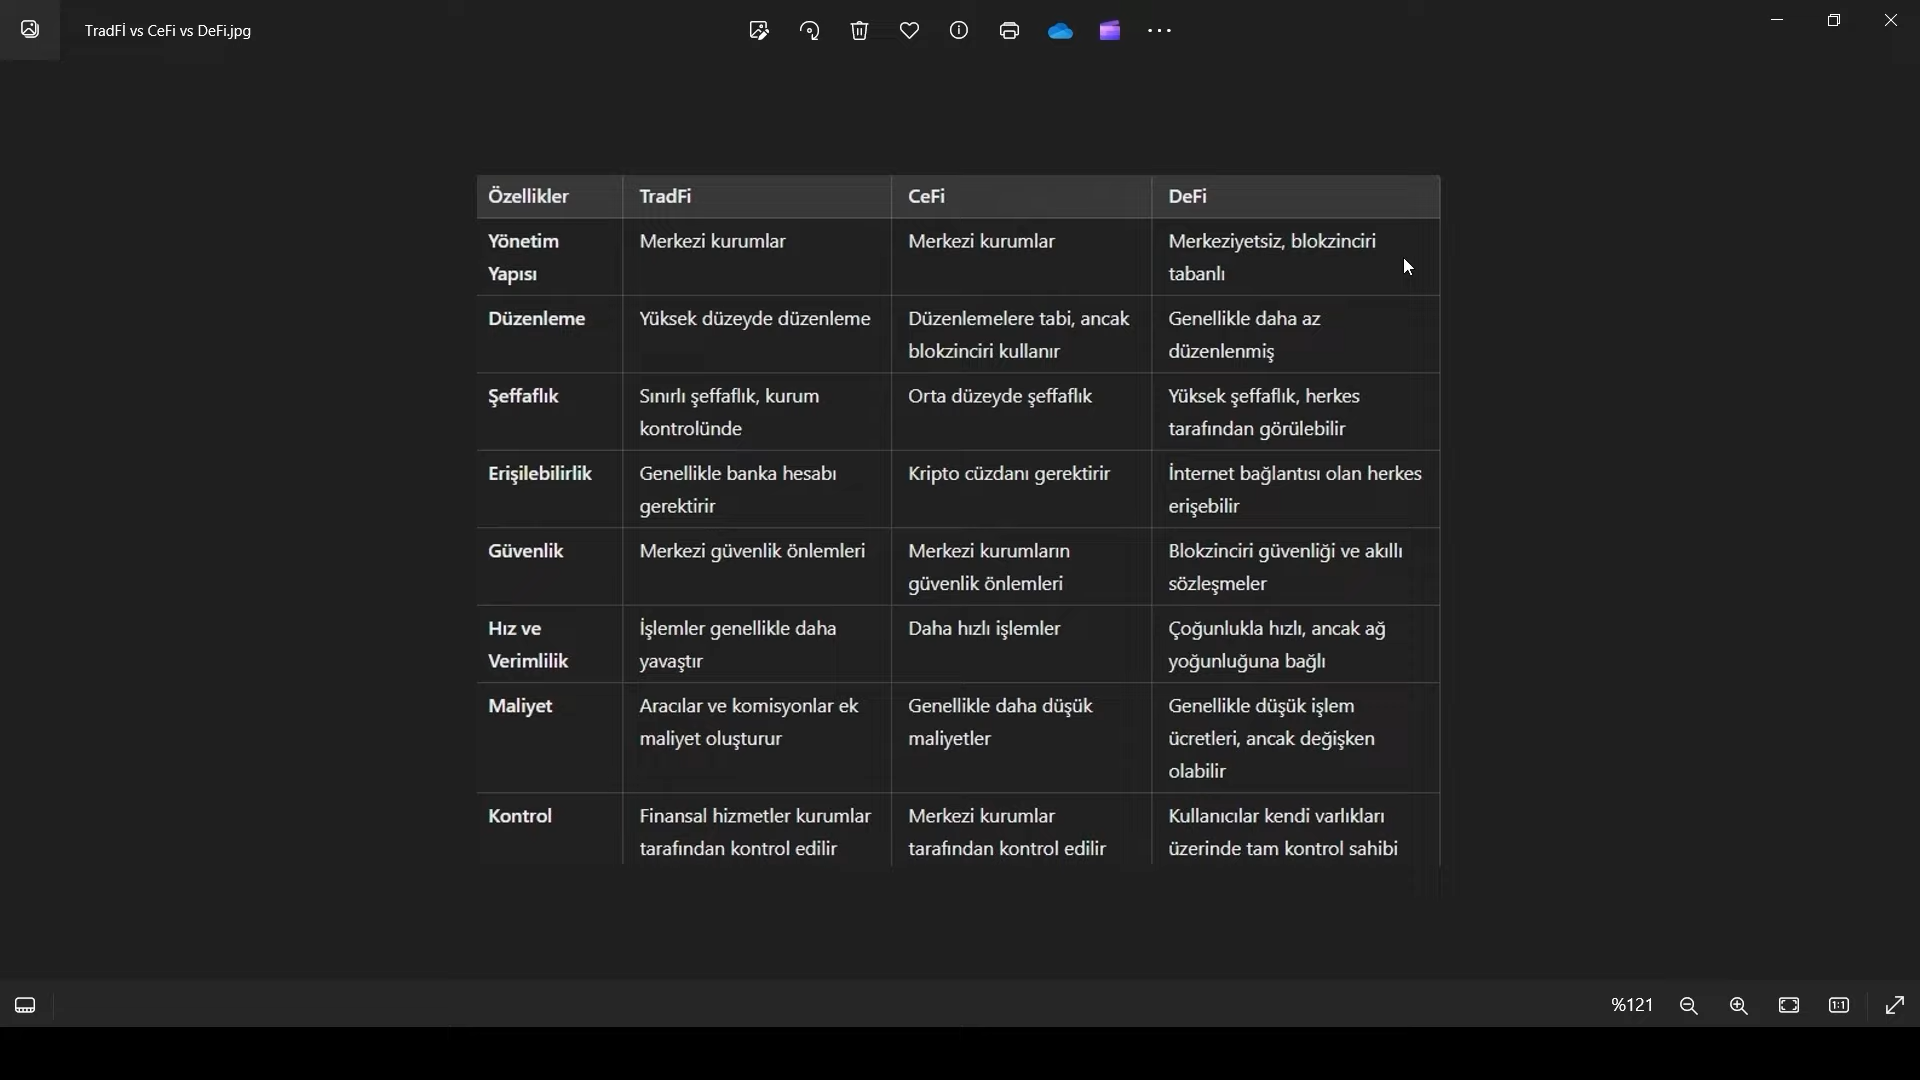 TradFİ vs CeFi vs DeFi.jpg
Özellikler TradFi CeFi DeFi
Yönetim Yapısı Merkezi kurumlar Merkezi kurumlar Merkeziyetsiz, blokzinciri
tabanlı
Düzenleme Yüksek düzeyde düzenleme Düzenlemelere tabi, ancak
blokzinciri kullanır
Genellikle daha az
düzenlenmiş
Şeffaflık Sınırlı şeffaflık, kurum
kontrolünde
Orta düzeyde şeffaflık
Yüksek şeffaflık, herkes
tarafından görülebilir
Erişilebilirlik Genellikle banka hesabı
gerektirir
Kripto cüzdanı gerektirir
İnternet bağlantısı olan herkes
erişebilir
Güvenlik Merkezi güvenlik önlemleri
Merkezi kurumların
güvenlik önlemleri
Blokzinciri güvenliği ve akıllı
sözleşmeler
Hız ve
Verimlilik
İşlemler genellikle daha
yavaştır
Daha hızlı işlemler
Çoğunlukla hızlı, ancak ağ
yoğunluğuna bağlı
Maliyet
Aracılar ve komisyonlar ek
maliyet oluşturur
Genellikle daha düşük
maliyetler
Genellikle düşük işlem
ücretleri, ancak değişken
olabilir
Kontrol
Finansal hizmetler kurumlar
tarafından kontrol edilir
Merkezi kurumlar
tarafından kontrol edilir
Kullanıcılar kendi varlıkları
üzerinde tam kontrol sahibi
%121
1:1